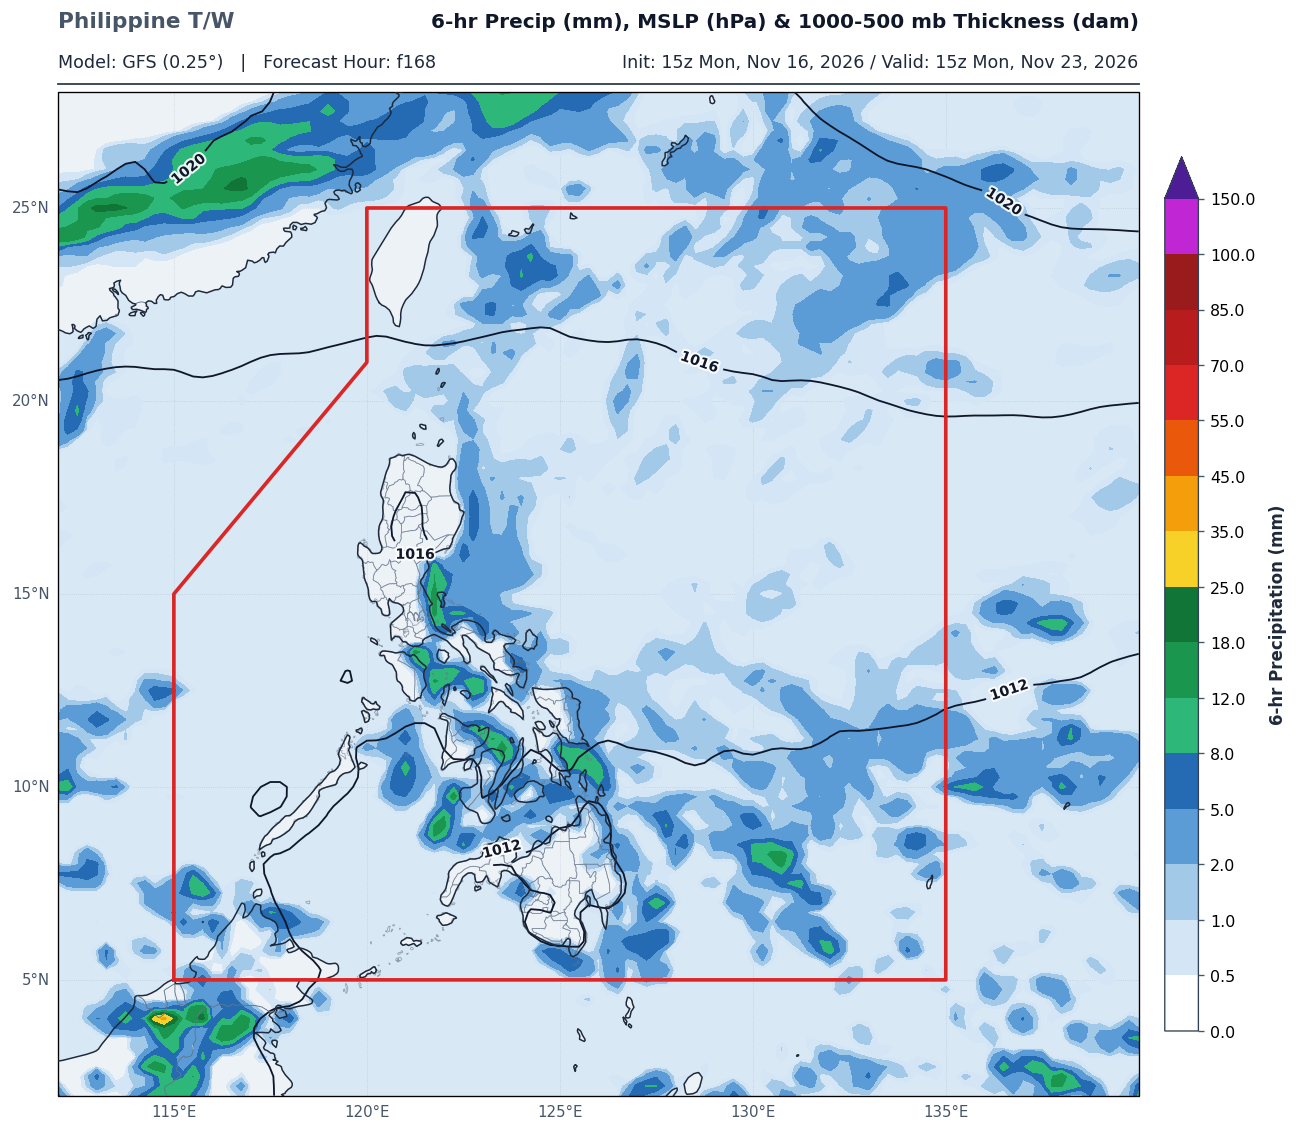 Philippine T/W
6-hr Precip (mm), MSLP (hPa) & 1000-500 mb Thickness (dam)
Model: GFS (0.25°) | Forecast Hour: f168
Init: 15z Mon, Nov 16, 2026 / Valid: 15z Mon, Nov 23, 2026
1020
1020
1016
1016
1012
1012
25°N
20°N
15°N
10°N
5°N
115°E
120°E
125°E
130°E
135°E
150.0
100.0
85.0
70.0
55.0
45.0
35.0
25.0
18.0
12.0
8.0
5.0
2.0
1.0
0.5
0.0
6-hr Precipitation (mm)